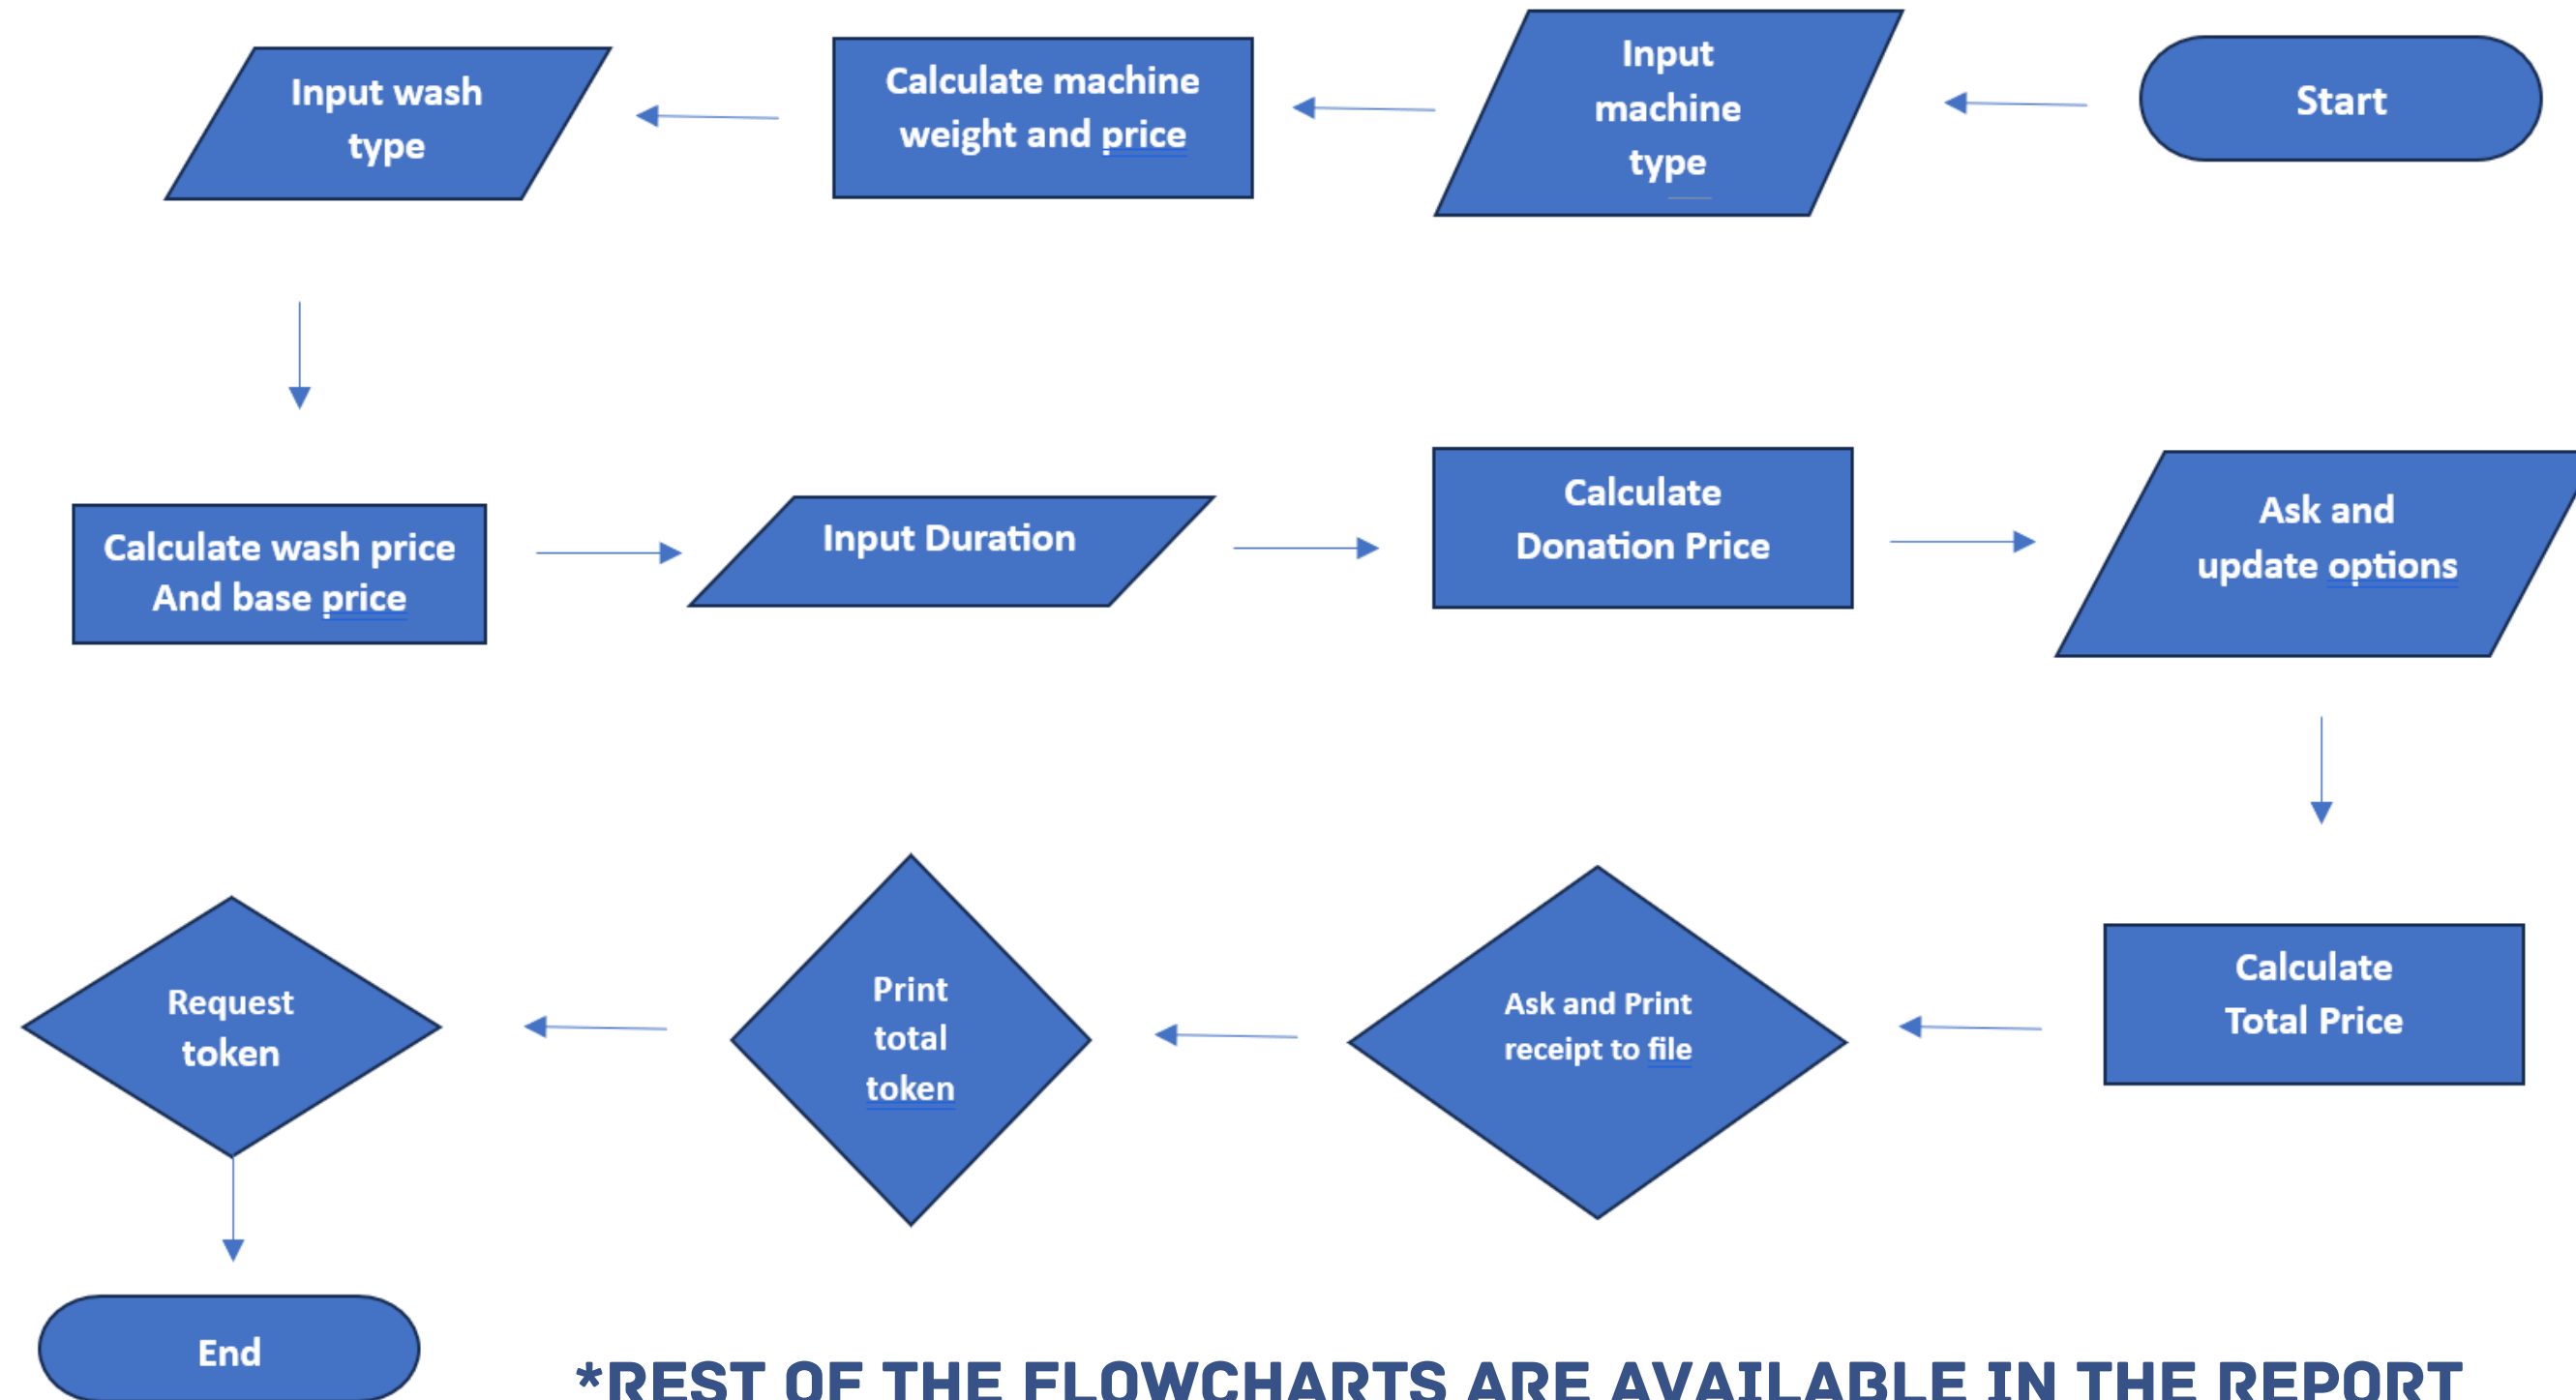 Start
Input
machine
type
Calculate machine
weight and price
Input wash
type
Calculate wash price
And base price
Input Duration
Calculate
Donation Price
Ask and
update options
Calculate
Total Price
Ask and Print
receipt to file
Print
total
token
Request
token
End
*REST OF THE FLOWCHARTS ARE AVAILABLE IN THE REPORT